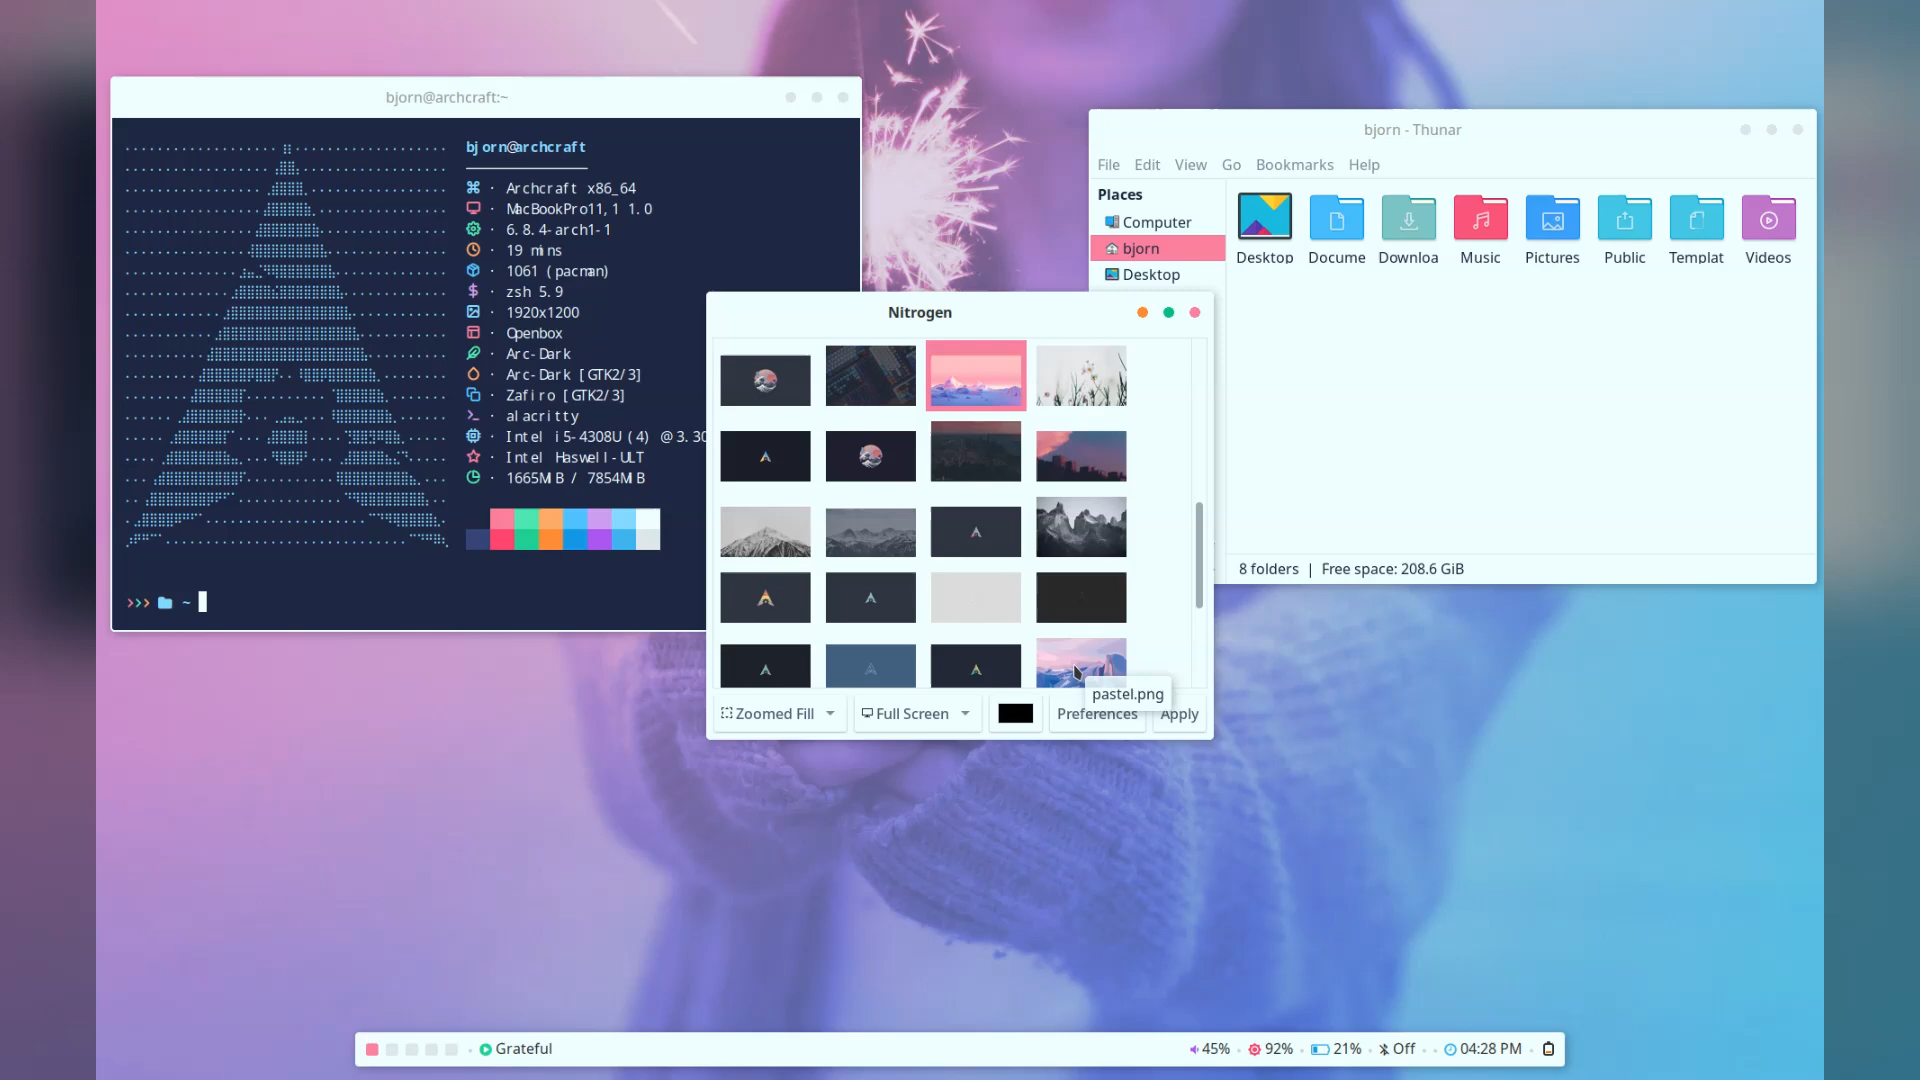 bjorn@archcraft:~
bjorn@archcraft
Archcraft x86_64
MacBookPro11,1 1.0
6.8.4-arch1-1
19 mins
1061 (pacman)
zsh 5.9
1920x1200
Openbox
Arc-Dark
Arc-Dark [GTK2/3]
Zafiro [GTK2/3]
alacritty
Intel i5-4308U (4) @ 3.30
Intel Haswell-ULT
1665MB / 7854MB
>>> ~
bjorn - Thunar
File Edit View Go Bookmarks Help
Places
Computer
bjorn
Desktop
Desktop Docume Downloa Music Pictures Public Templat Videos
8 folders | Free space: 208.6 GiB
Nitrogen
pastel.png
Zoomed Fill Full Screen Preferences Apply
Grateful 45% 92% 21% Off 04:28 PM